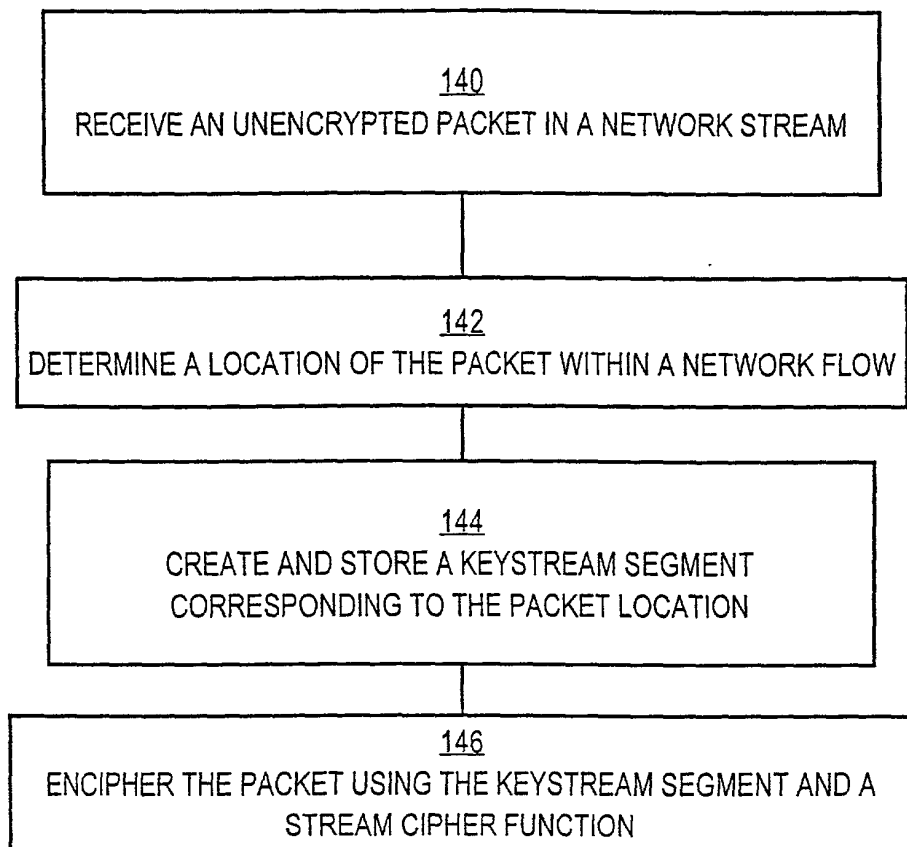 140
RECEIVE AN UNENCRYPTED PACKET IN A NETWORK STREAM
142
DETERMINE A LOCATION OF THE PACKET WITHIN A NETWORK FLOW
144
CREATE AND STORE A KEYSTREAM SEGMENT
CORRESPONDING TO THE PACKET LOCATION
146
ENCIPHER THE PACKET USING THE KEYSTREAM SEGMENT AND A
STREAM CIPHER FUNCTION